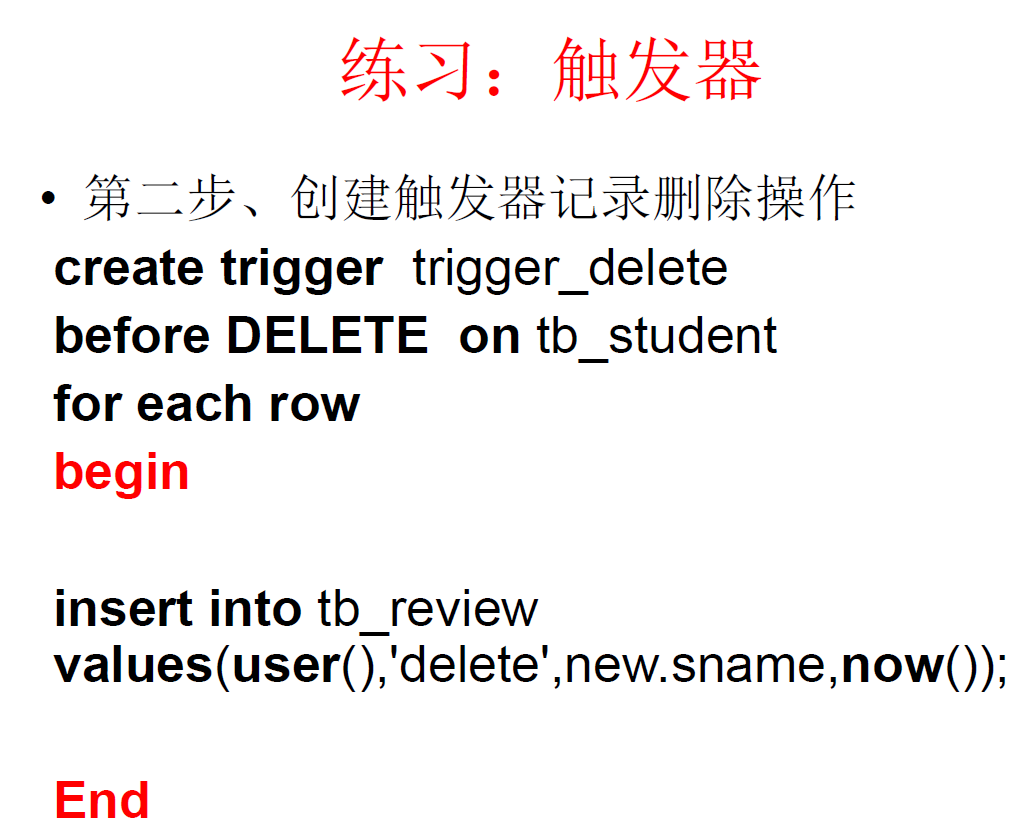 练习：触发器
• 第二步、创建触发器记录删除操作
create trigger trigger_delete
before DELETE on tb_student
for each row
begin
insert into tb_review
values(user(),'delete',new.sname,now());
End